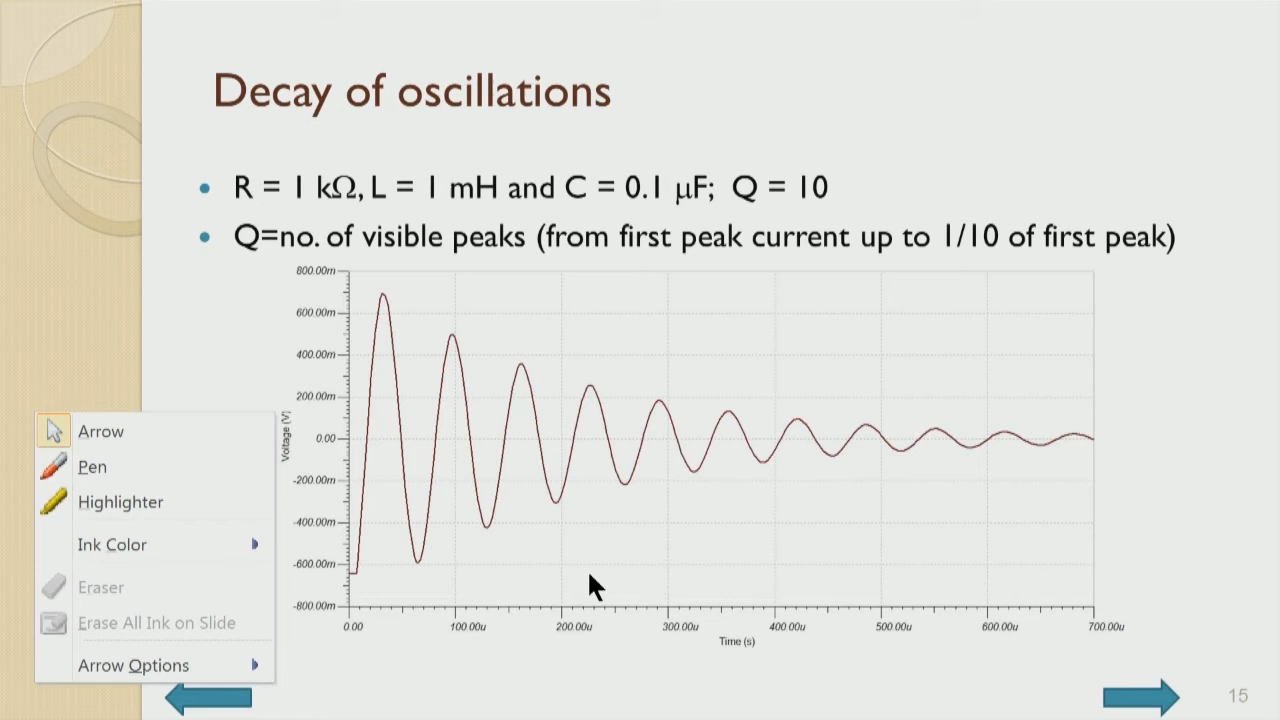 Decay of oscillations
• R = 1 kΩ, L = 1 mH and C = 0.1 μF; Q = 10
• Q=no. of visible peaks (from first peak current up to 1/10 of first peak)
800.00m
600.00m
400.00m
200.00m
0.00
-200.00m
-400.00m
-600.00m
-800.00m
Voltage (V)
0.00 100.00u 200.00u 300.00u 400.00u 500.00u 600.00u 700.00u
Time (s)
Arrow
Pen
Highlighter
Ink Color
Eraser
Erase All Ink on Slide
Arrow Options
15